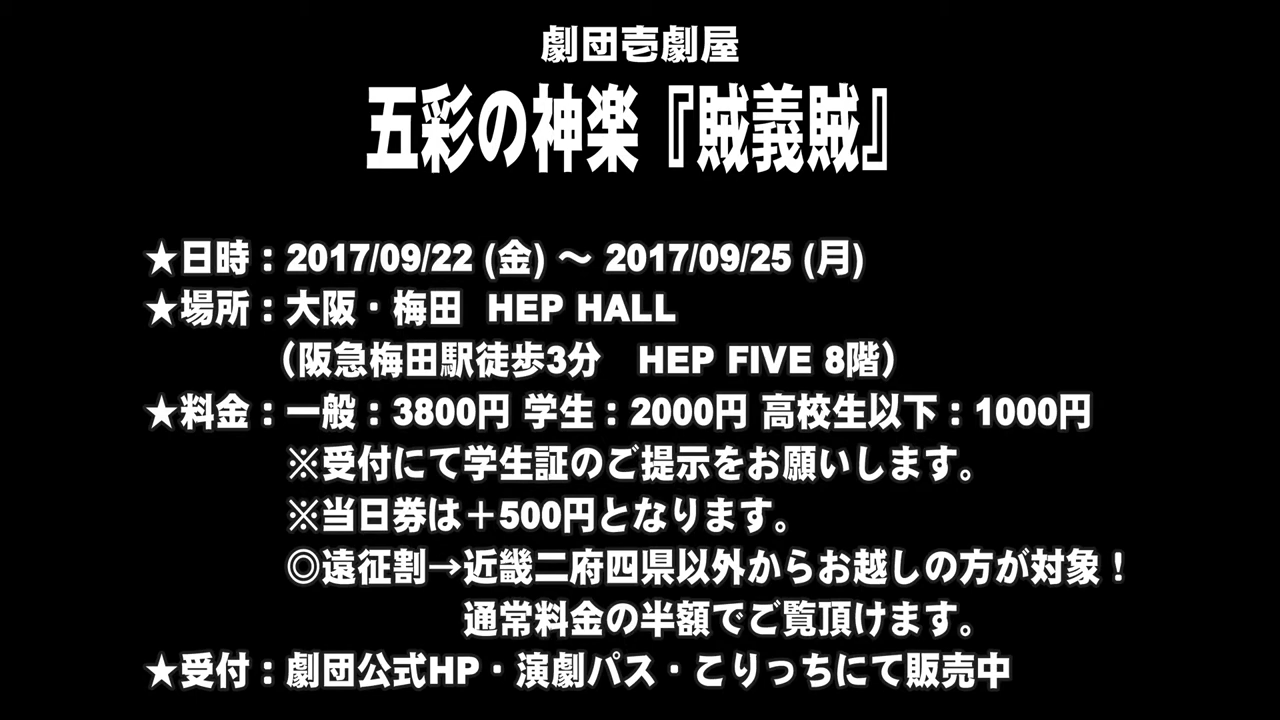 劇団壱劇屋
五彩の神楽『賊義賊』
★日時：2017/09/22 (金) ～ 2017/09/25 (月)
★場所：大阪・梅田　HEP HALL
（阪急梅田駅徒歩3分　HEP FIVE 8階）
★料金：一般：3800円 学生：2000円 高校生以下：1000円
※受付にて学生証のご提示をお願いします。
※当日券は＋500円となります。
◎遠征割→近畿二府四県以外からお越しの方が対象！
通常料金の半額でご覧頂けます。
★受付：劇団公式HP・演劇パス・こりっちにて販売中